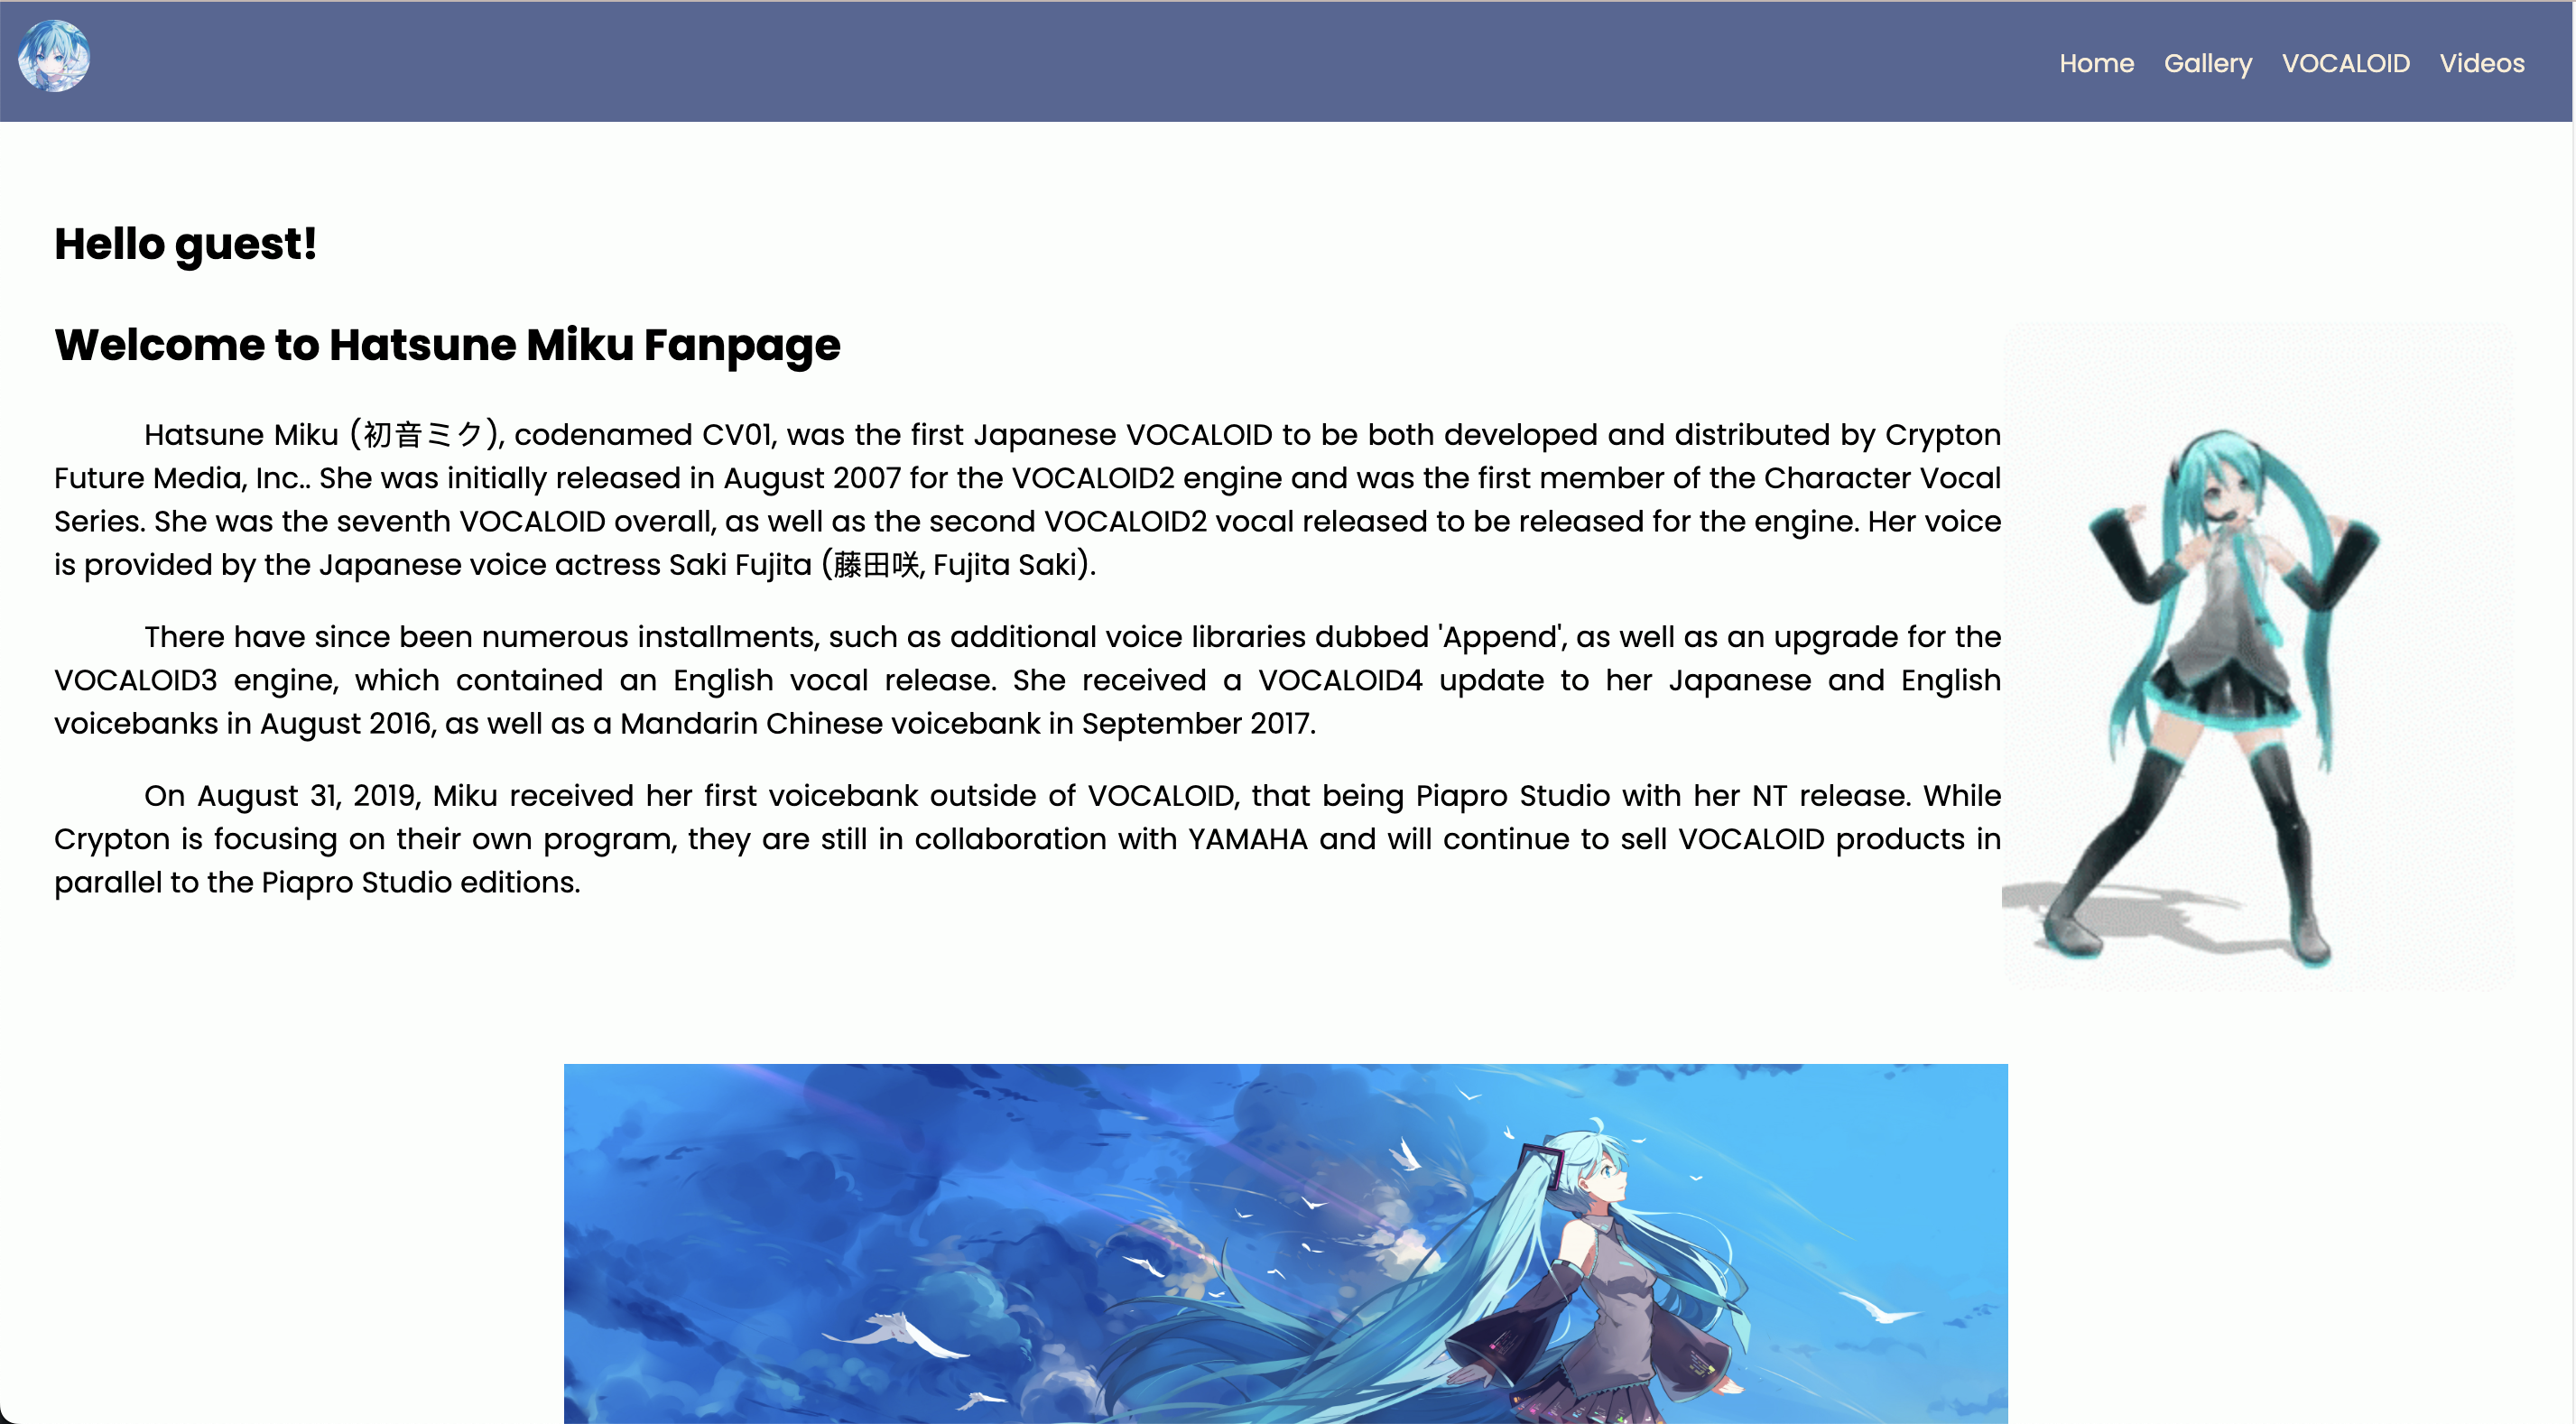 Home Gallery VOCALOID Videos
Hello guest!
Welcome to Hatsune Miku Fanpage
Hatsune Miku (初音ミク), codenamed CV01, was the first Japanese VOCALOID to be both developed and distributed by Crypton
Future Media, Inc.. She was initially released in August 2007 for the VOCALOID2 engine and was the first member of the Character Vocal
Series. She was the seventh VOCALOID overall, as well as the second VOCALOID2 vocal released to be released for the engine. Her voice
is provided by the Japanese voice actress Saki Fujita (藤田咲, Fujita Saki).
There have since been numerous installments, such as additional voice libraries dubbed 'Append', as well as an upgrade for the
VOCALOID3 engine, which contained an English vocal release. She received a VOCALOID4 update to her Japanese and English
voicebanks in August 2016, as well as a Mandarin Chinese voicebank in September 2017.
On August 31, 2019, Miku received her first voicebank outside of VOCALOID, that being Piapro Studio with her NT release. While
Crypton is focusing on their own program, they are still in collaboration with YAMAHA and will continue to sell VOCALOID products in
parallel to the Piapro Studio editions.